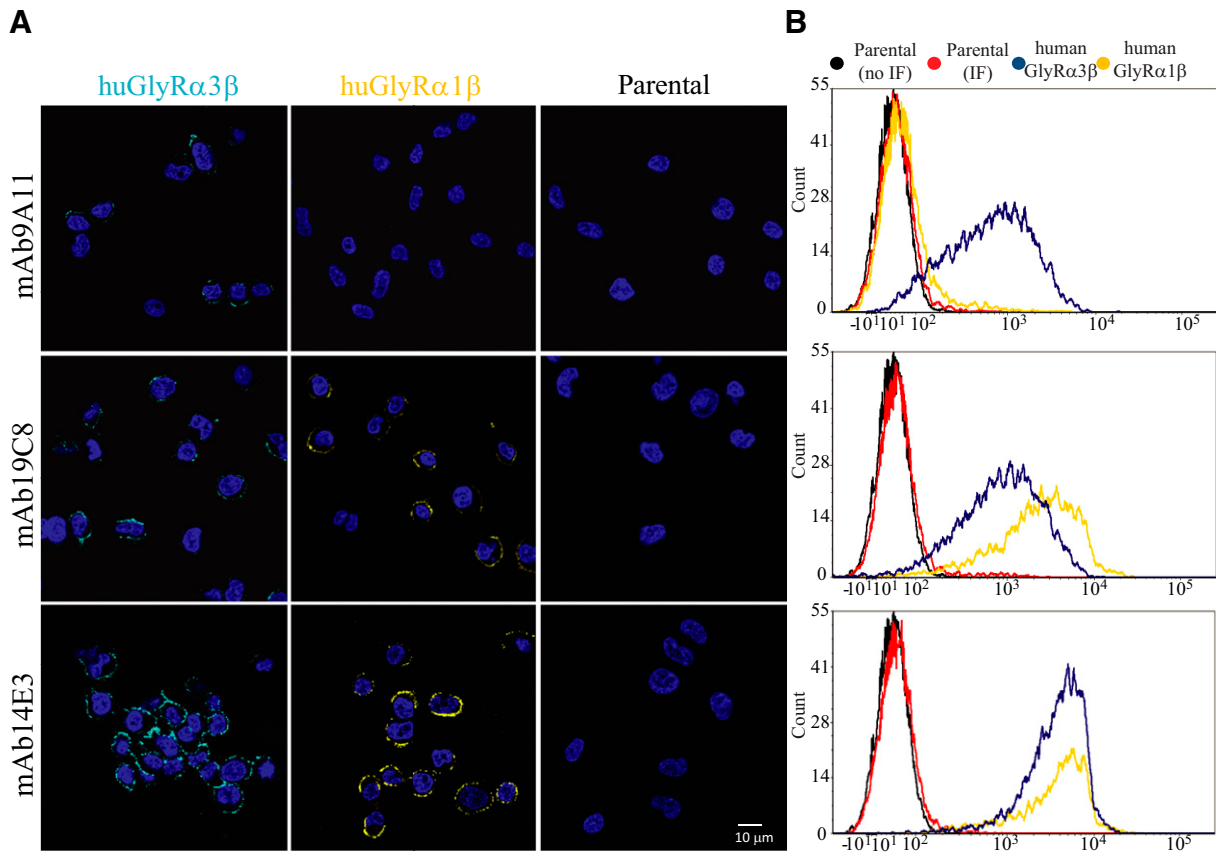 A
B
huGlyRα3β
huGlyRα1β
Parental
mAb9A11
mAb19C8
mAb14E3
10 μm
Parental (no IF)
Parental (IF)
human GlyRα3β
human GlyRα1β
55
41
28
14
0
Count
-10¹ 10¹ 10² 10³ 10⁴ 10⁵
55
41
28
14
0
Count
-10¹ 10¹ 10² 10³ 10⁴ 10⁵
55
41
28
14
0
Count
-10¹ 10¹ 10² 10³ 10⁴ 10⁵